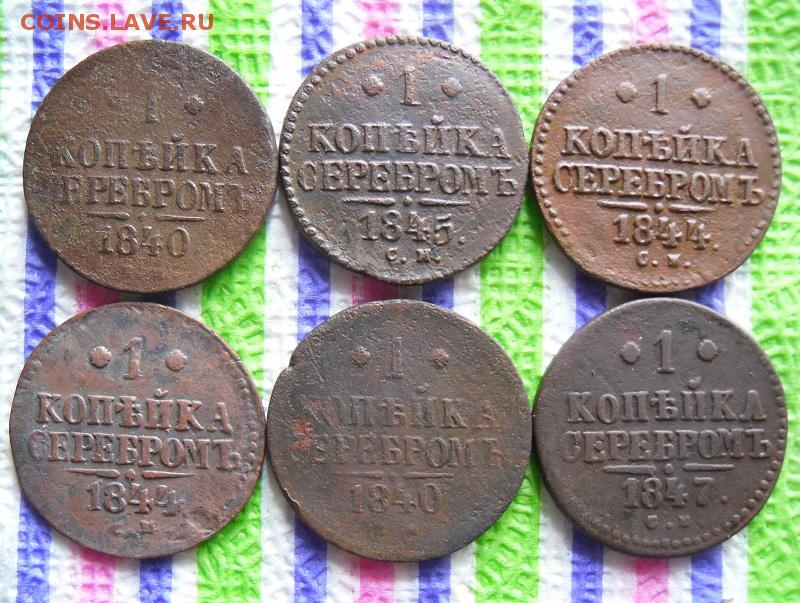 COINS.LAVE.RU
1
КОПѢЙКА
СЕРЕБРОМЪ
1840
1
КОПѢЙКА
СЕРЕБРОМЪ
1845.
С. М.
1
КОПѢЙКА
СЕРЕБРОМЪ
1844.
С. М.
1
КОПѢЙКА
СЕРЕБРОМЪ
1844
С М
1
КОПѢЙКА
СЕРЕБРОМЪ
1840
1
КОПѢЙКА
СЕРЕБРОМЪ
1847.
С. М.